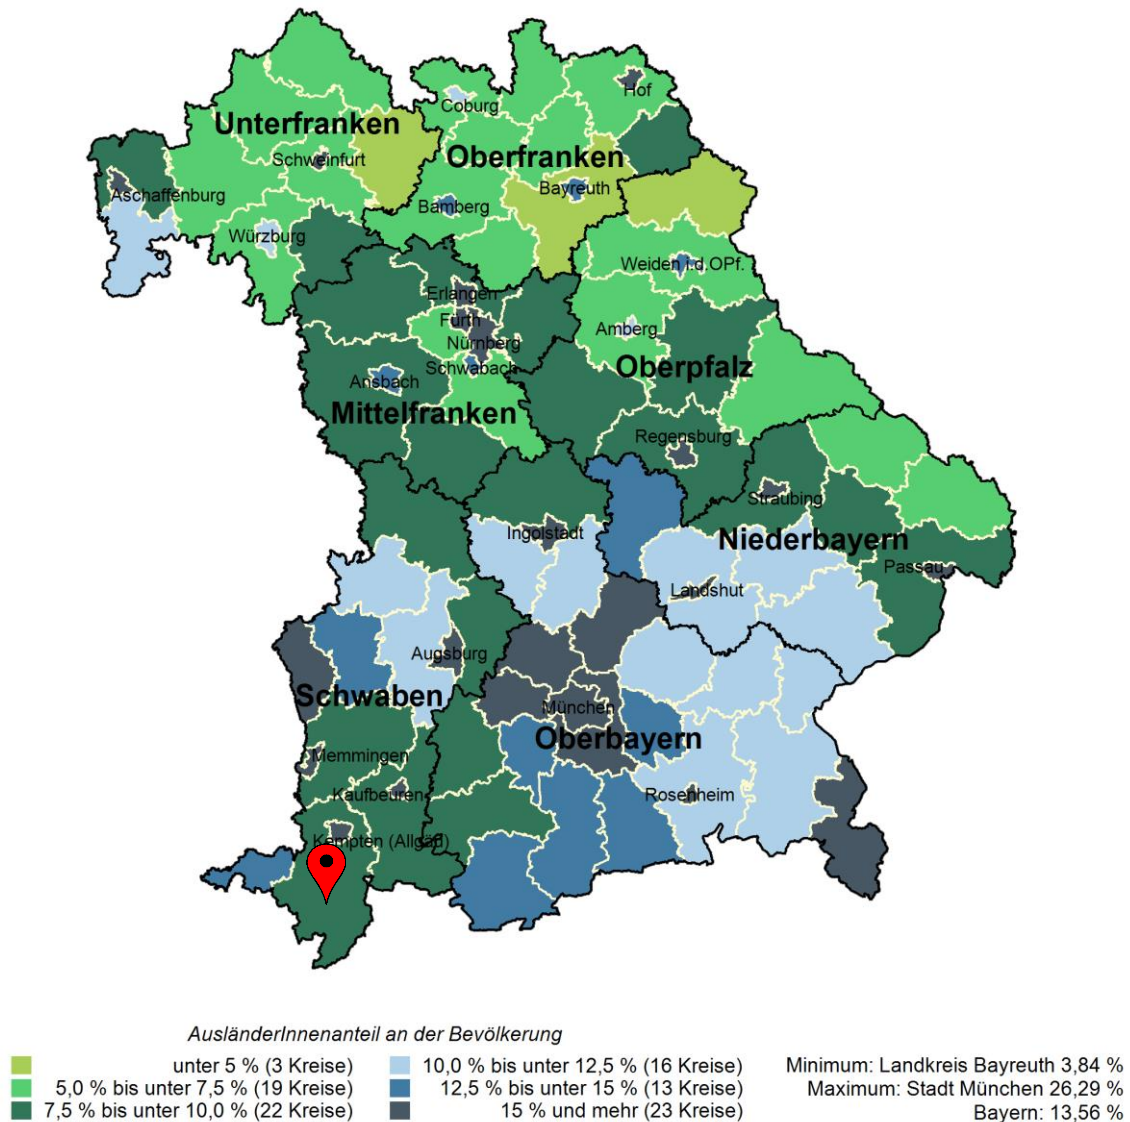 Hof
Coburg
Unterfranken
Schweinfurt
Oberfranken
Bayreuth
Aschaffenburg
Bamberg
Würzburg
Weiden i.d.OPf.
Erlangen
Fürth
Amberg
Nürnberg
Schwabach
Oberpfalz
Ansbach
Mittelfranken
Regensburg
Straubing
Ingolstadt
Niederbayern
Passau
Landshut
Augsburg
Schwaben
München
Oberbayern
Memmingen
Kaufbeuren
Rosenheim
Kempten (Allgäu)
AusländerInnenanteil an der Bevölkerung
unter 5 % (3 Kreise)
5,0 % bis unter 7,5 % (19 Kreise)
7,5 % bis unter 10,0 % (22 Kreise)
10,0 % bis unter 12,5 % (16 Kreise)
12,5 % bis unter 15 % (13 Kreise)
15 % und mehr (23 Kreise)
Minimum: Landkreis Bayreuth 3,84 %
Maximum: Stadt München 26,29 %
Bayern: 13,56 %